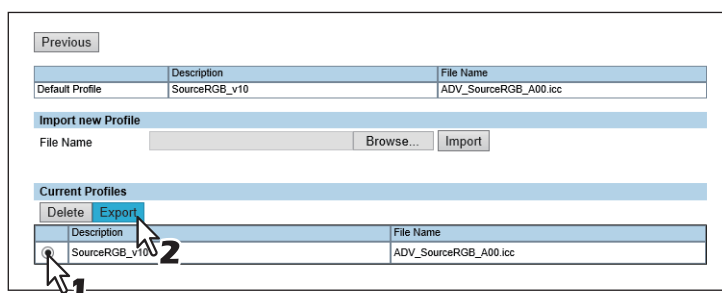 Previous
Description File Name
Default Profile SourceRGB_v10 ADV_SourceRGB_A00.icc
Import new Profile
File Name Browse... Import
Current Profiles
Delete Export
Description File Name
SourceRGB_v10 ADV_SourceRGB_A00.icc
2
1